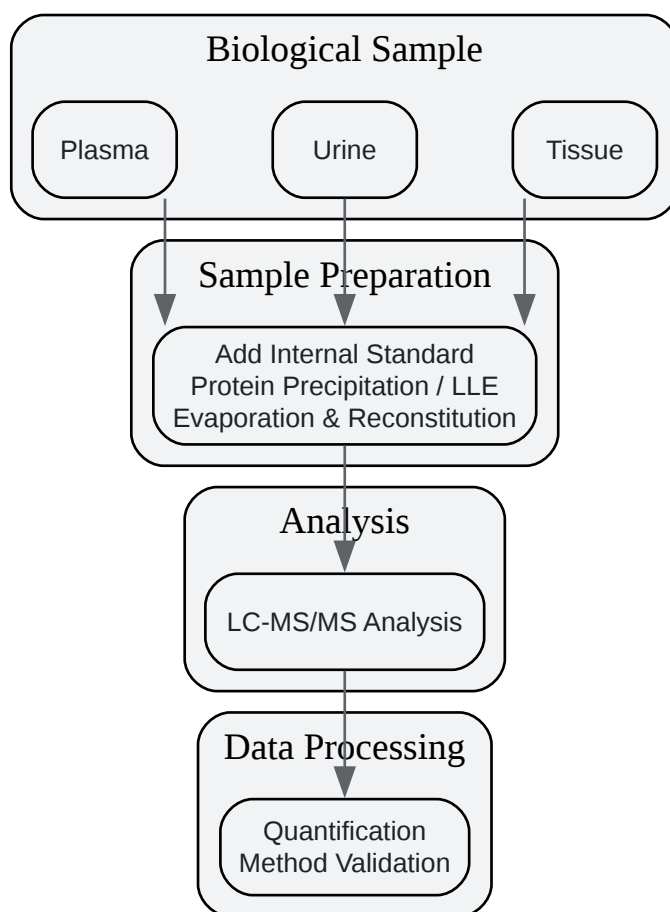 Biological Sample
Plasma
Urine
Tissue
Sample Preparation
Add Internal Standard
Protein Precipitation / LLE
Evaporation & Reconstitution
Analysis
LC-MS/MS Analysis
Data Processing
Quantification
Method Validation